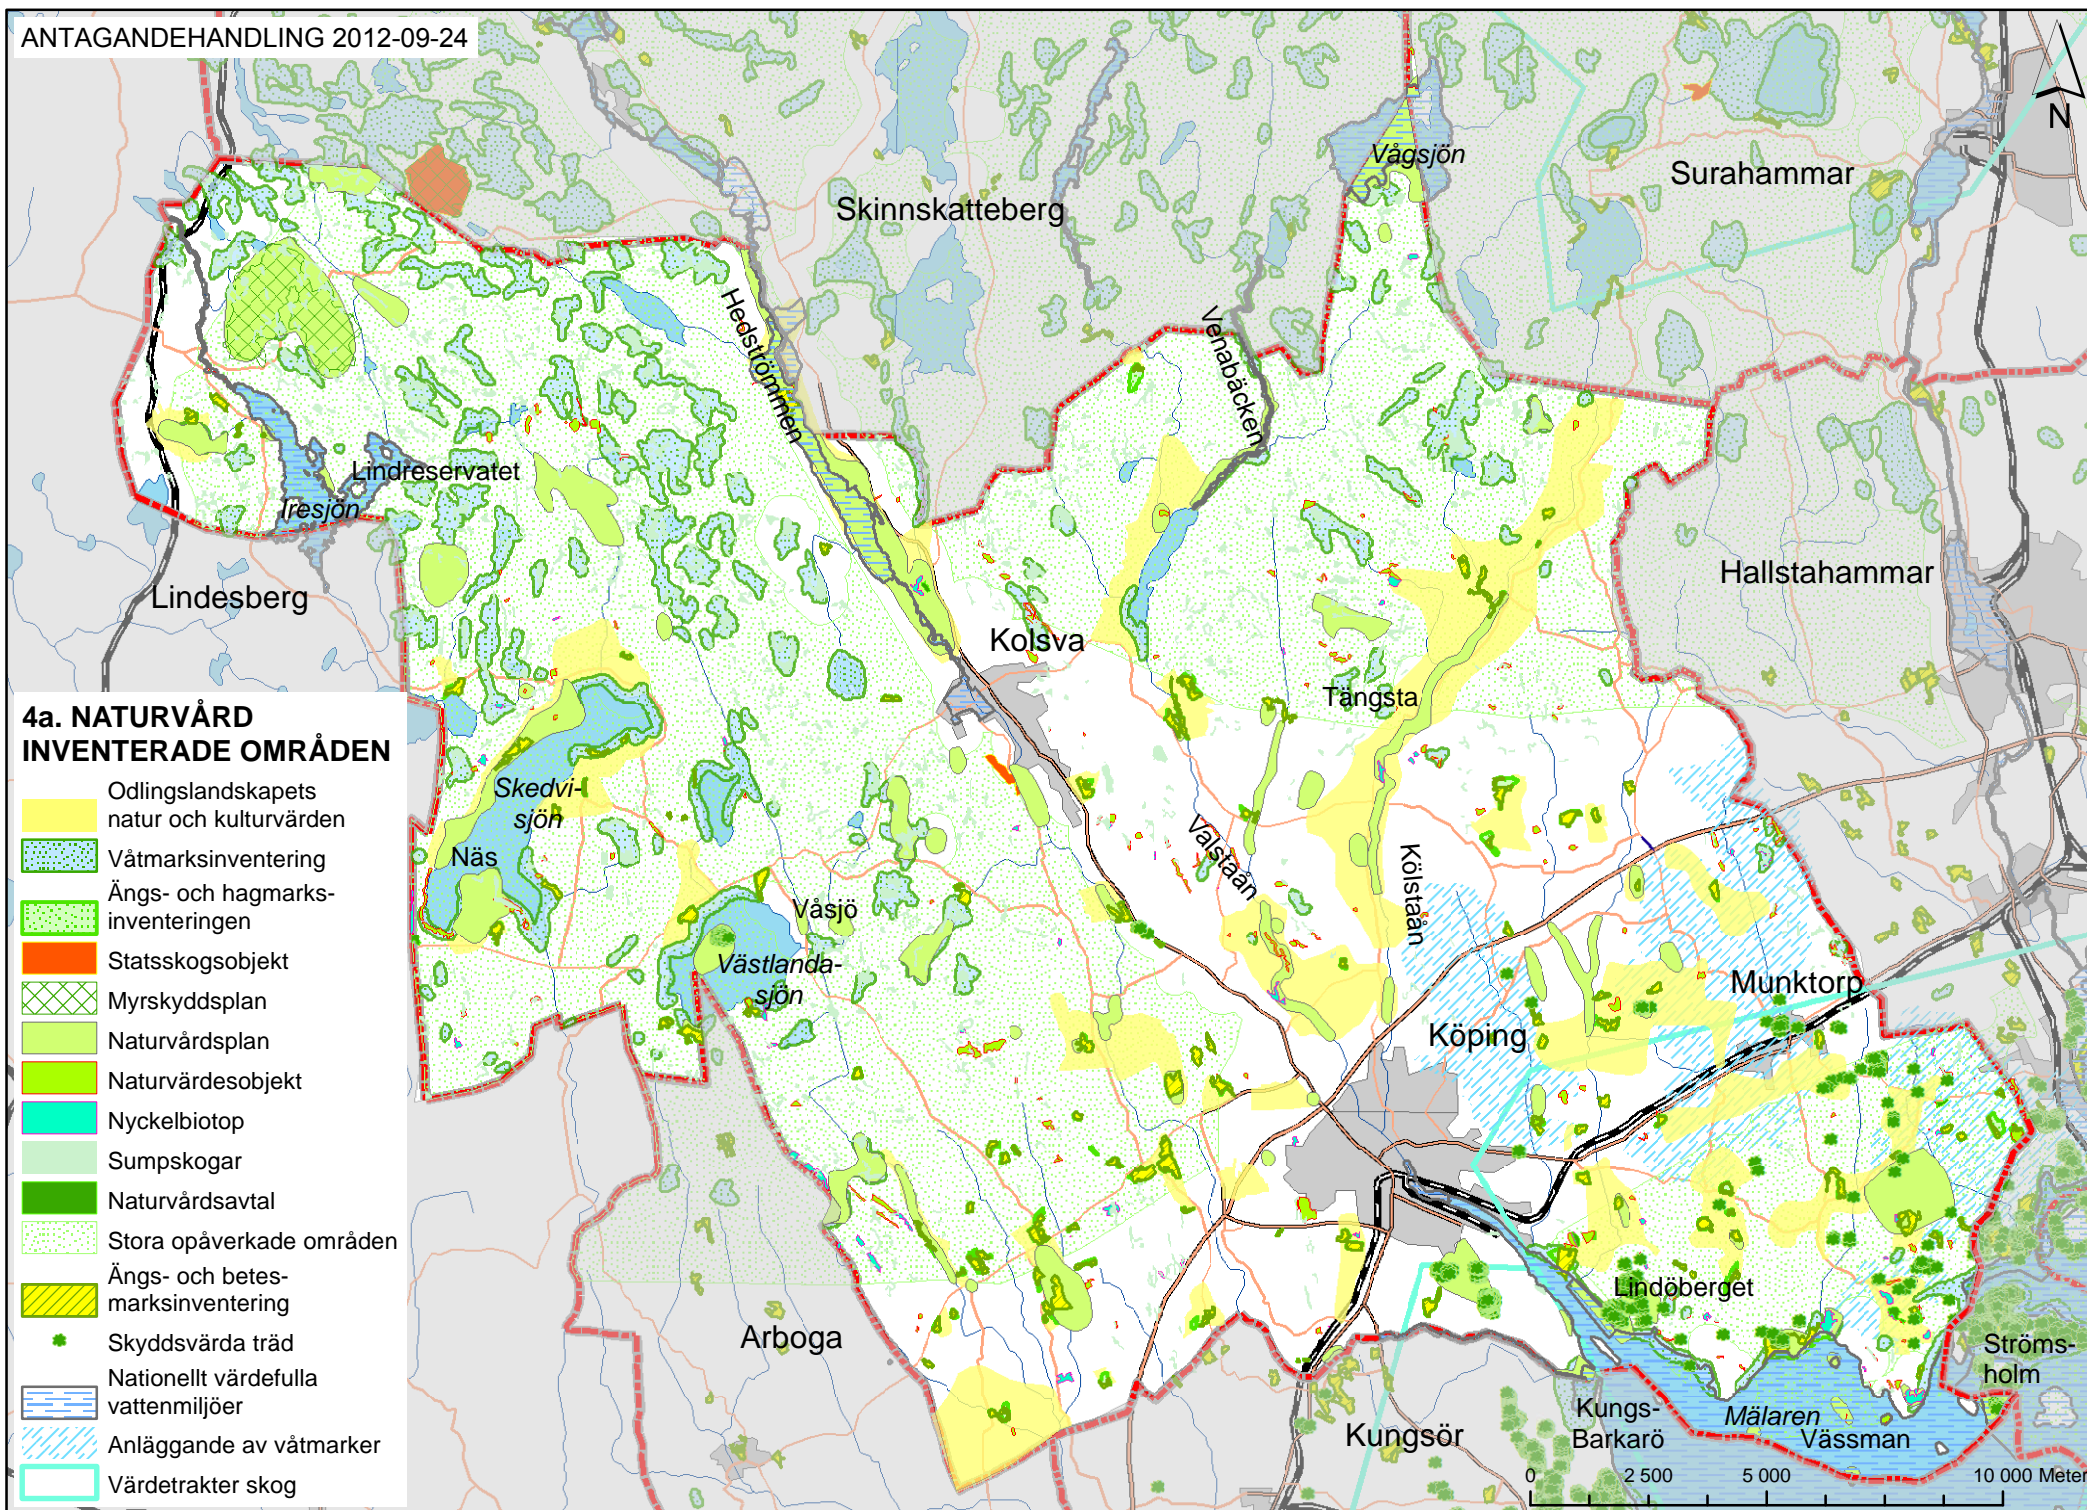 ANTAGANDEHANDLING 2012-09-24
N
Vågsjön
Surahammar
Skinnskatteberg
Hedströmmen
Venabäcken
Lindreservatet
Iresjön
Lindesberg
Hallstahammar
Kolsva
Tängsta
Skedvi-
sjön
Näs
Valstaån
Kölstaån
Våsjö
Västlanda-
sjön
Munktorp
Köping
Lindöberget
Arboga
Ströms-
holm
Kungs-
Barkarö
Kungsör
Mälaren
Vässman
0 2 500 5 000 10 000 Meter
4a. NATURVÅRD
INVENTERADE OMRÅDEN
Odlingslandskapets
natur och kulturvärden
Våtmarksinventering
Ängs- och hagmarks-
inventeringen
Statsskogsobjekt
Myrskyddsplan
Naturvårdsplan
Naturvärdesobjekt
Nyckelbiotop
Sumpskogar
Naturvårdsavtal
Stora opåverkade områden
Ängs- och betes-
marksinventering
Skyddsvärda träd
Nationellt värdefulla
vattenmiljöer
Anläggande av våtmarker
Värdetrakter skog